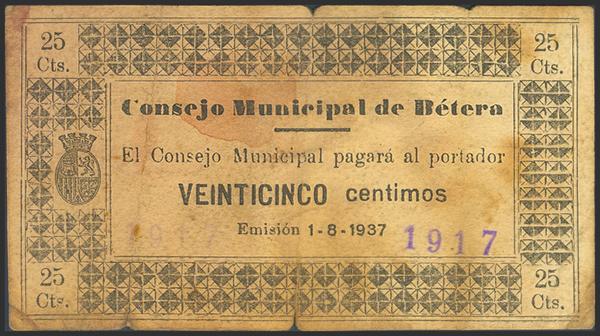 25 Cts.
25 Cts.
Consejo Municipal de Bétera
El Consejo Municipal pagará al portador
VEINTICINCO centimos
Emisión 1-8-1937
1917
1917
25 Cts.
25 Cts.